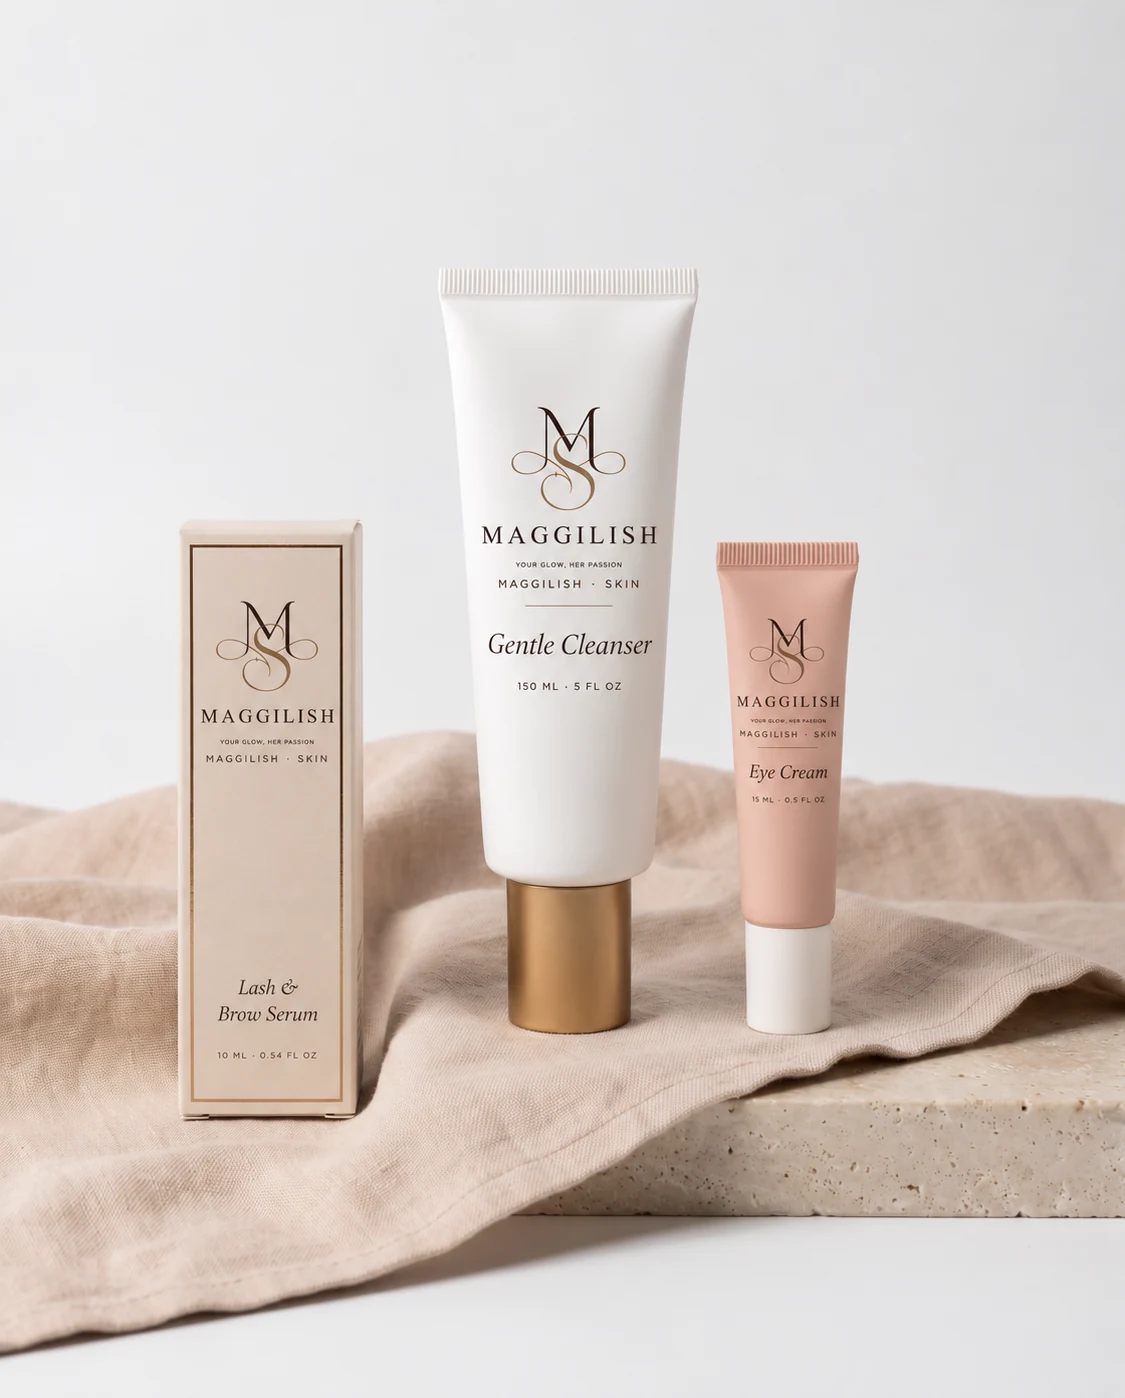 MS
MAGGILISH
YOUR GLOW, HER PASSION
MAGGILISH · SKIN
Lash &
Brow Serum
10 ML · 0.54 FL OZ
MS
MAGGILISH
YOUR GLOW, HER PASSION
MAGGILISH · SKIN
Gentle Cleanser
150 ML · 5 FL OZ
MS
MAGGILISH
YOUR GLOW, HER PASSION
MAGGILISH · SKIN
Eye Cream
15 ML · 0.5 FL OZ